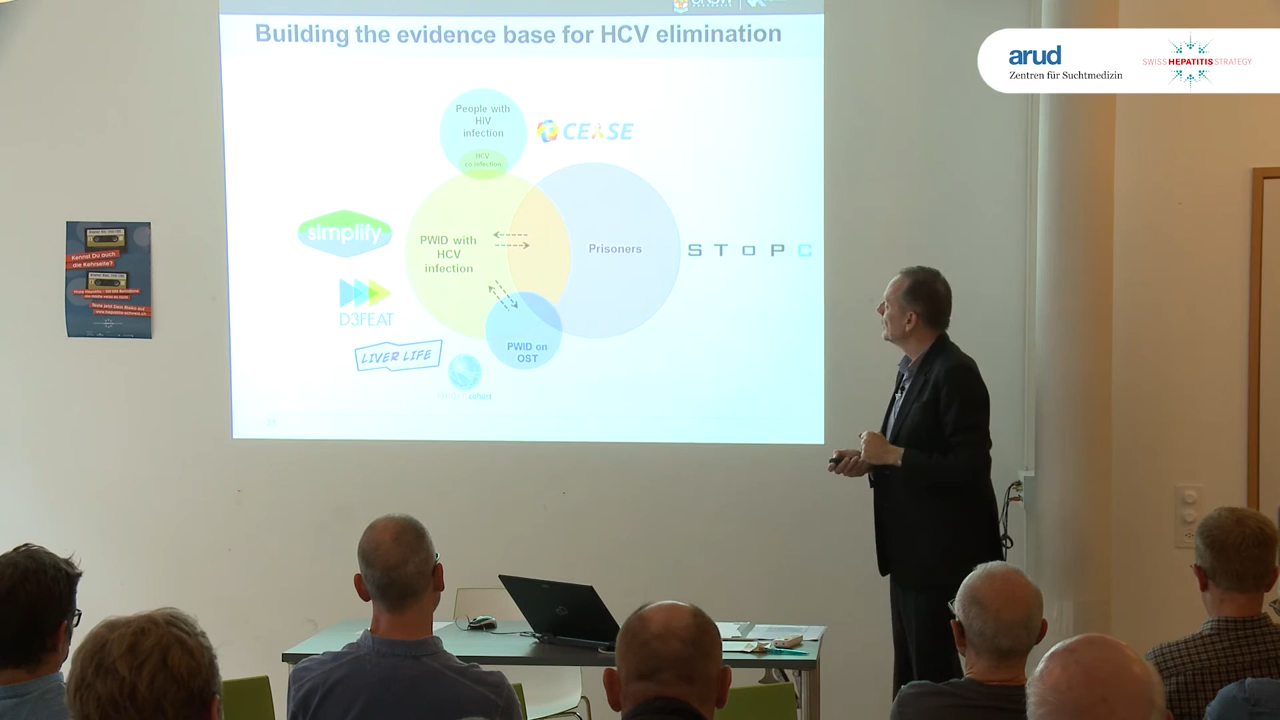 Building the evidence base for HCV elimination
arud
Zentren für Suchtmedizin
SWISS HEPATITIS STRATEGY
People with
HIV
infection
HCV
co infection
CEASE
simplify
PWID with
HCV
infection
Prisoners
SToPC
D3FEAT
LIVER LIFE
PWID on
OST
cohort
Kennst Du auch
die Kehrseite?